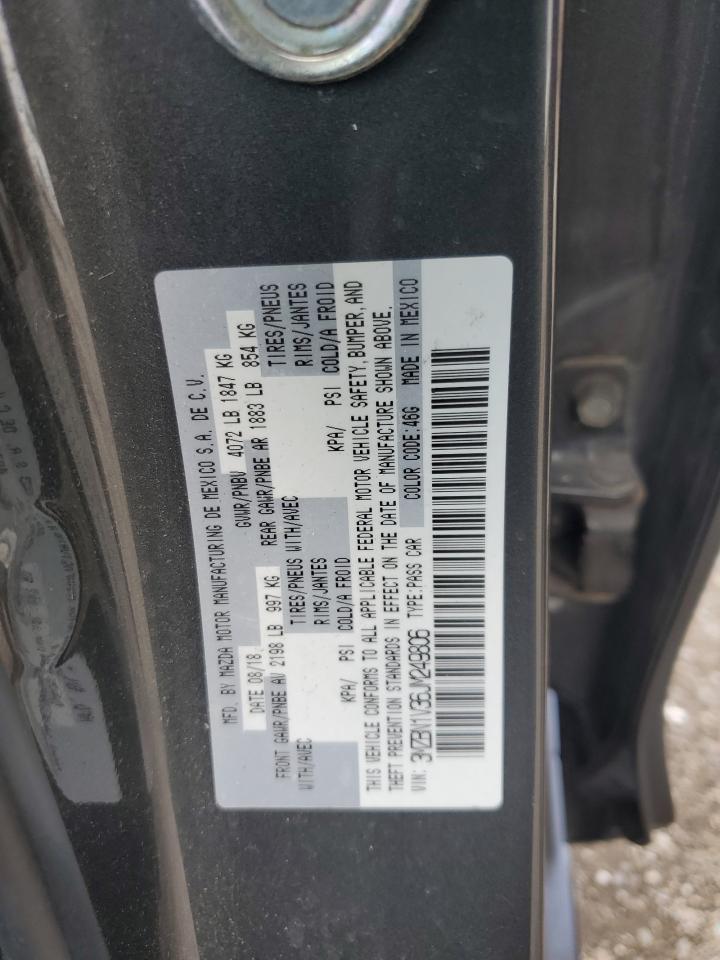 MFD. BY MAZDA MOTOR MANUFACTURING DE MEXICO S.A. DE C.V.
DATE 08/18 GVWR/PNBV 4072 LB 1847 KG
FRONT GAWR/PNBE AV 2198 LB 997 KG REAR GAWR/PNBE AR 1883 LB 854 KG
WITH/AVEC TIRES/PNEUS WITH/AVEC TIRES/PNEUS
RIMS/JANTES RIMS/JANTES
KPA/ PSI COLD/A FROID KPA/ PSI COLD/A FROID
THIS VEHICLE CONFORMS TO ALL APPLICABLE FEDERAL MOTOR VEHICLE SAFETY, BUMPER, AND
THEFT PREVENTION STANDARDS IN EFFECT ON THE DATE OF MANUFACTURE SHOWN ABOVE.
VIN: 3MZBN1V36JM249806 TYPE:PASS CAR COLOR CODE:46G MADE IN MEXICO